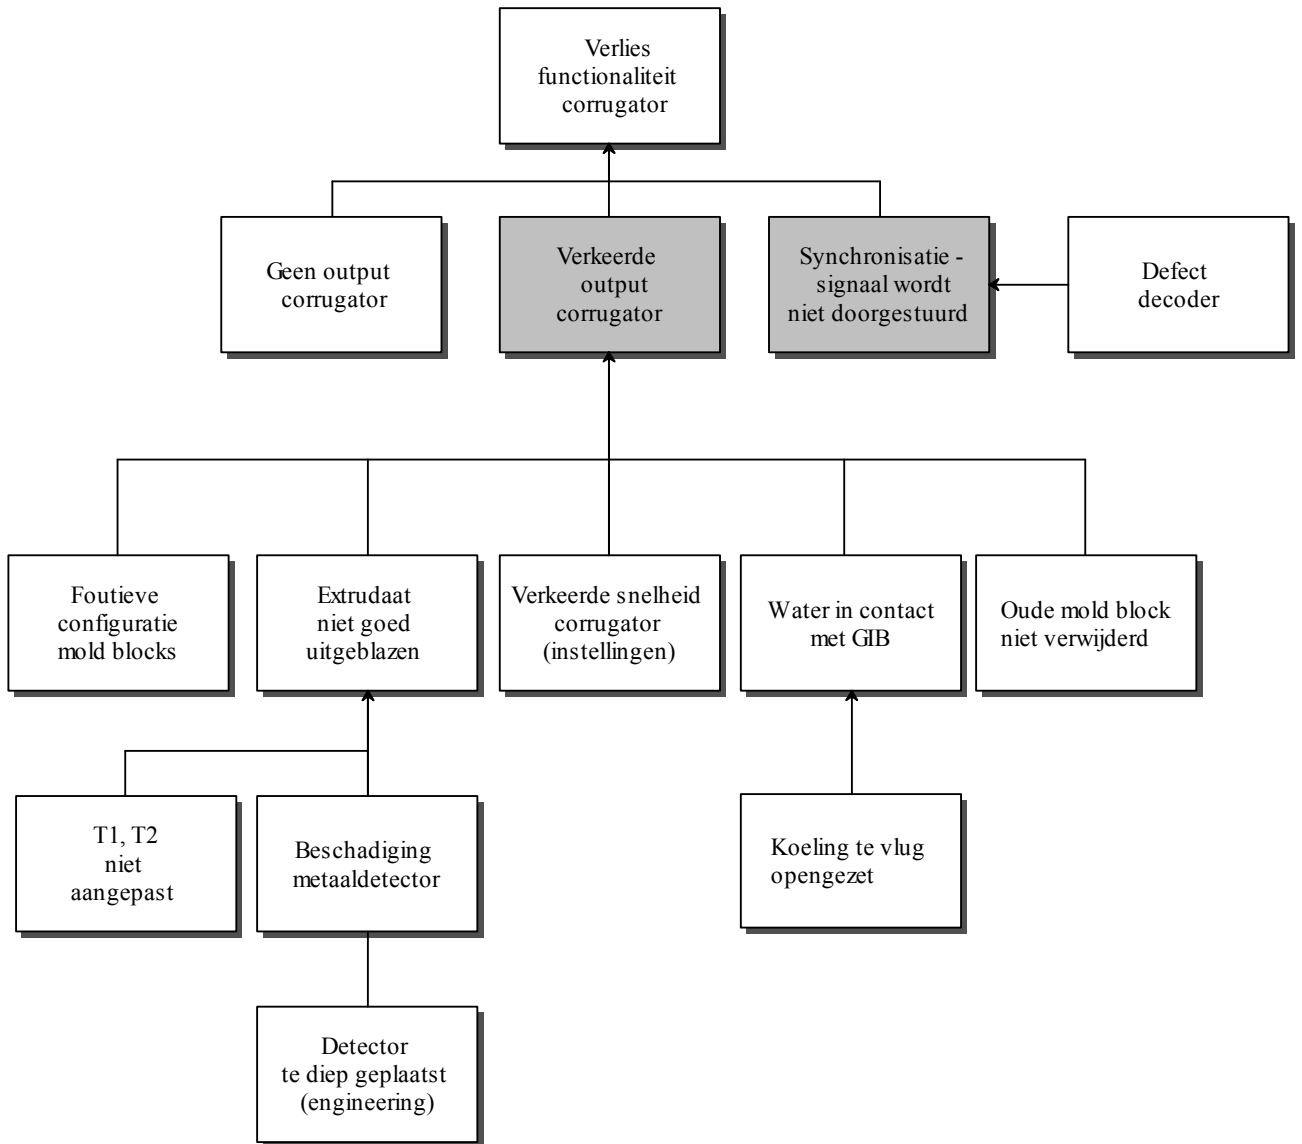 Verlies
functionaliteit
corrugator
Geen output
corrugator
Verkeerde
output
corrugator
Synchronisatie -
signaal wordt
niet doorgestuurd
Defect
decoder
Foutieve
configuratie
mold blocks
Extrudaat
niet goed
uitgeblazen
Verkeerde snelheid
corrugator
(instellingen)
Water in contact
met GIB
Oude mold block
niet verwijderd
T1, T2
niet
aangepast
Beschadiging
metaaldetector
Koeling te vlug
opengezet
Detector
te diep geplaatst
(engineering)